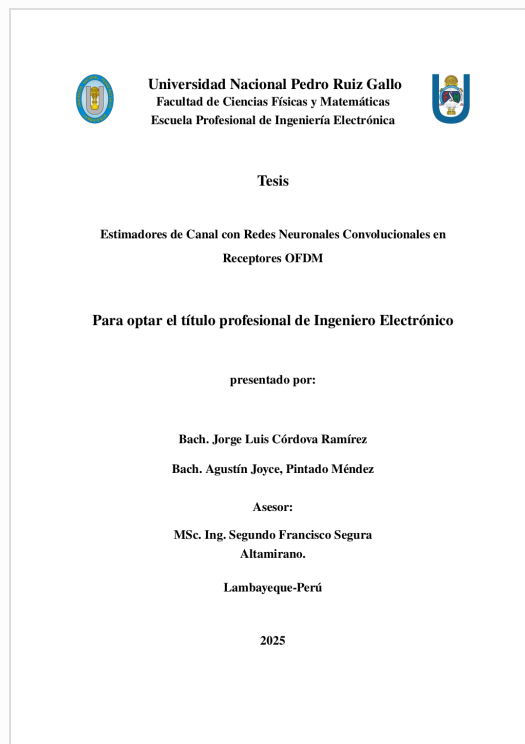 Universidad Nacional Pedro Ruiz Gallo
Facultad de Ciencias Físicas y Matemáticas
Escuela Profesional de Ingeniería Electrónica
Tesis
Estimadores de Canal con Redes Neuronales Convolucionales en
Receptores OFDM
Para optar el título profesional de Ingeniero Electrónico
presentado por:
Bach. Jorge Luis Córdova Ramírez
Bach. Agustín Joyce, Pintado Méndez
Asesor:
MSc. Ing. Segundo Francisco Segura
Altamirano.
Lambayeque-Perú
2025